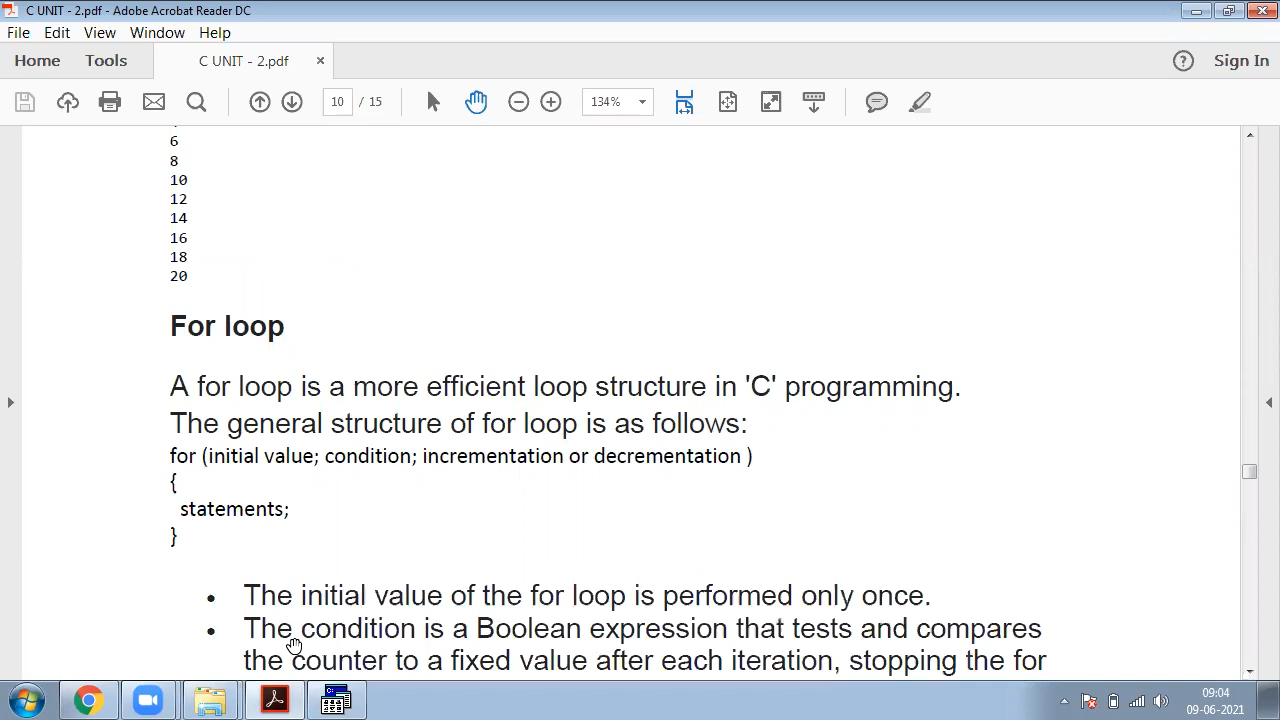 C UNIT - 2.pdf - Adobe Acrobat Reader DC
File Edit View Window Help
Home Tools C UNIT - 2.pdf × ? Sign In
10 / 15 134%
6
8
10
12
14
16
18
20
For loop
A for loop is a more efficient loop structure in 'C' programming.
The general structure of for loop is as follows:
for (initial value; condition; incrementation or decrementation )
{
statements;
}
• The initial value of the for loop is performed only once.
• The condition is a Boolean expression that tests and compares
the counter to a fixed value after each iteration, stopping the for
09:04
09-06-2021